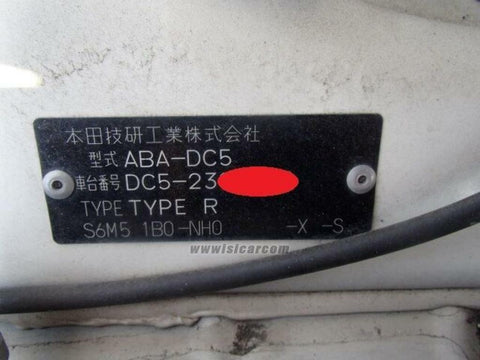 本田技研工業株式会社
型式 ABA-DC5
車台番号 DC5-23
TYPE TYPE R
S6M5 1B0-NH0 -X -S
www.isicar.com